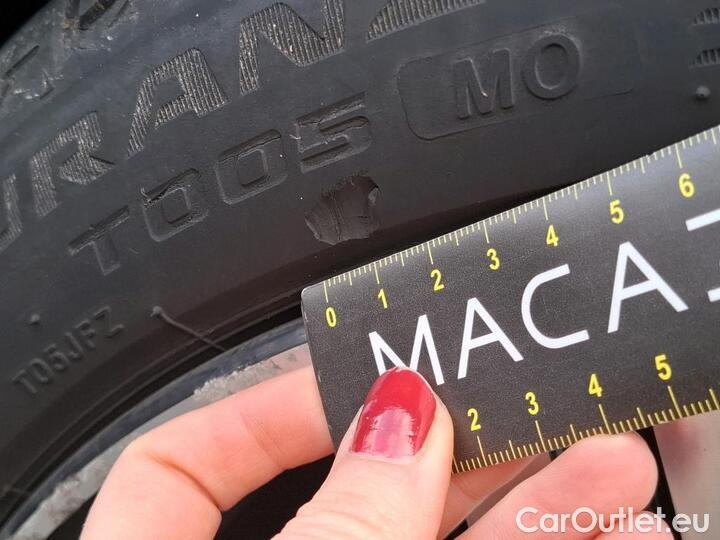 URAN
T005 MO
T05JFZ
0 1 2 3 4 5 6
MACA
2 3 4 5
CarOutlet.eu